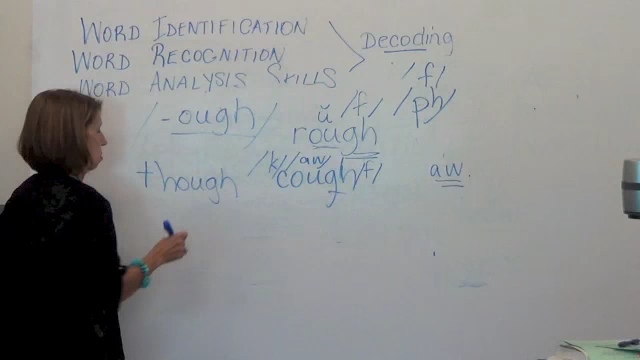 WORD IDENTIFICATION
WORD RECOGNITION
WORD ANALYSIS SKILLS
Decoding
/f/
/-ough/
ŭ /f/ /ph/
rough
/k/ /aw/
though cough /f/ aw.